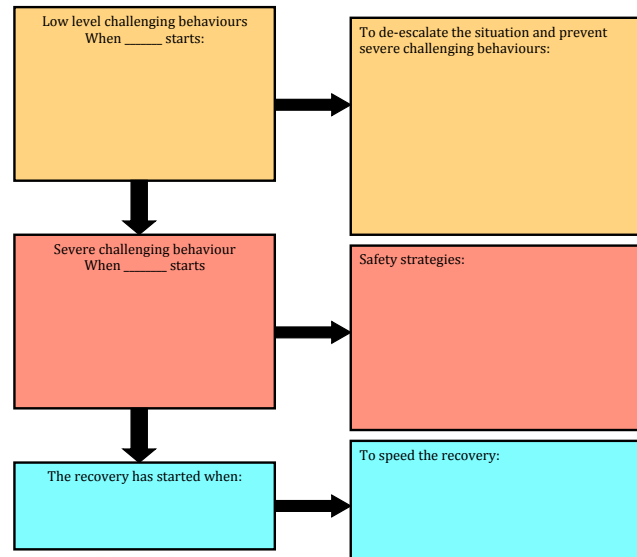 Low level challenging behaviours
When ______ starts:
To de-escalate the situation and prevent
severe challenging behaviours:
Severe challenging behaviour
When _______ starts
Safety strategies:
The recovery has started when:
To speed the recovery: